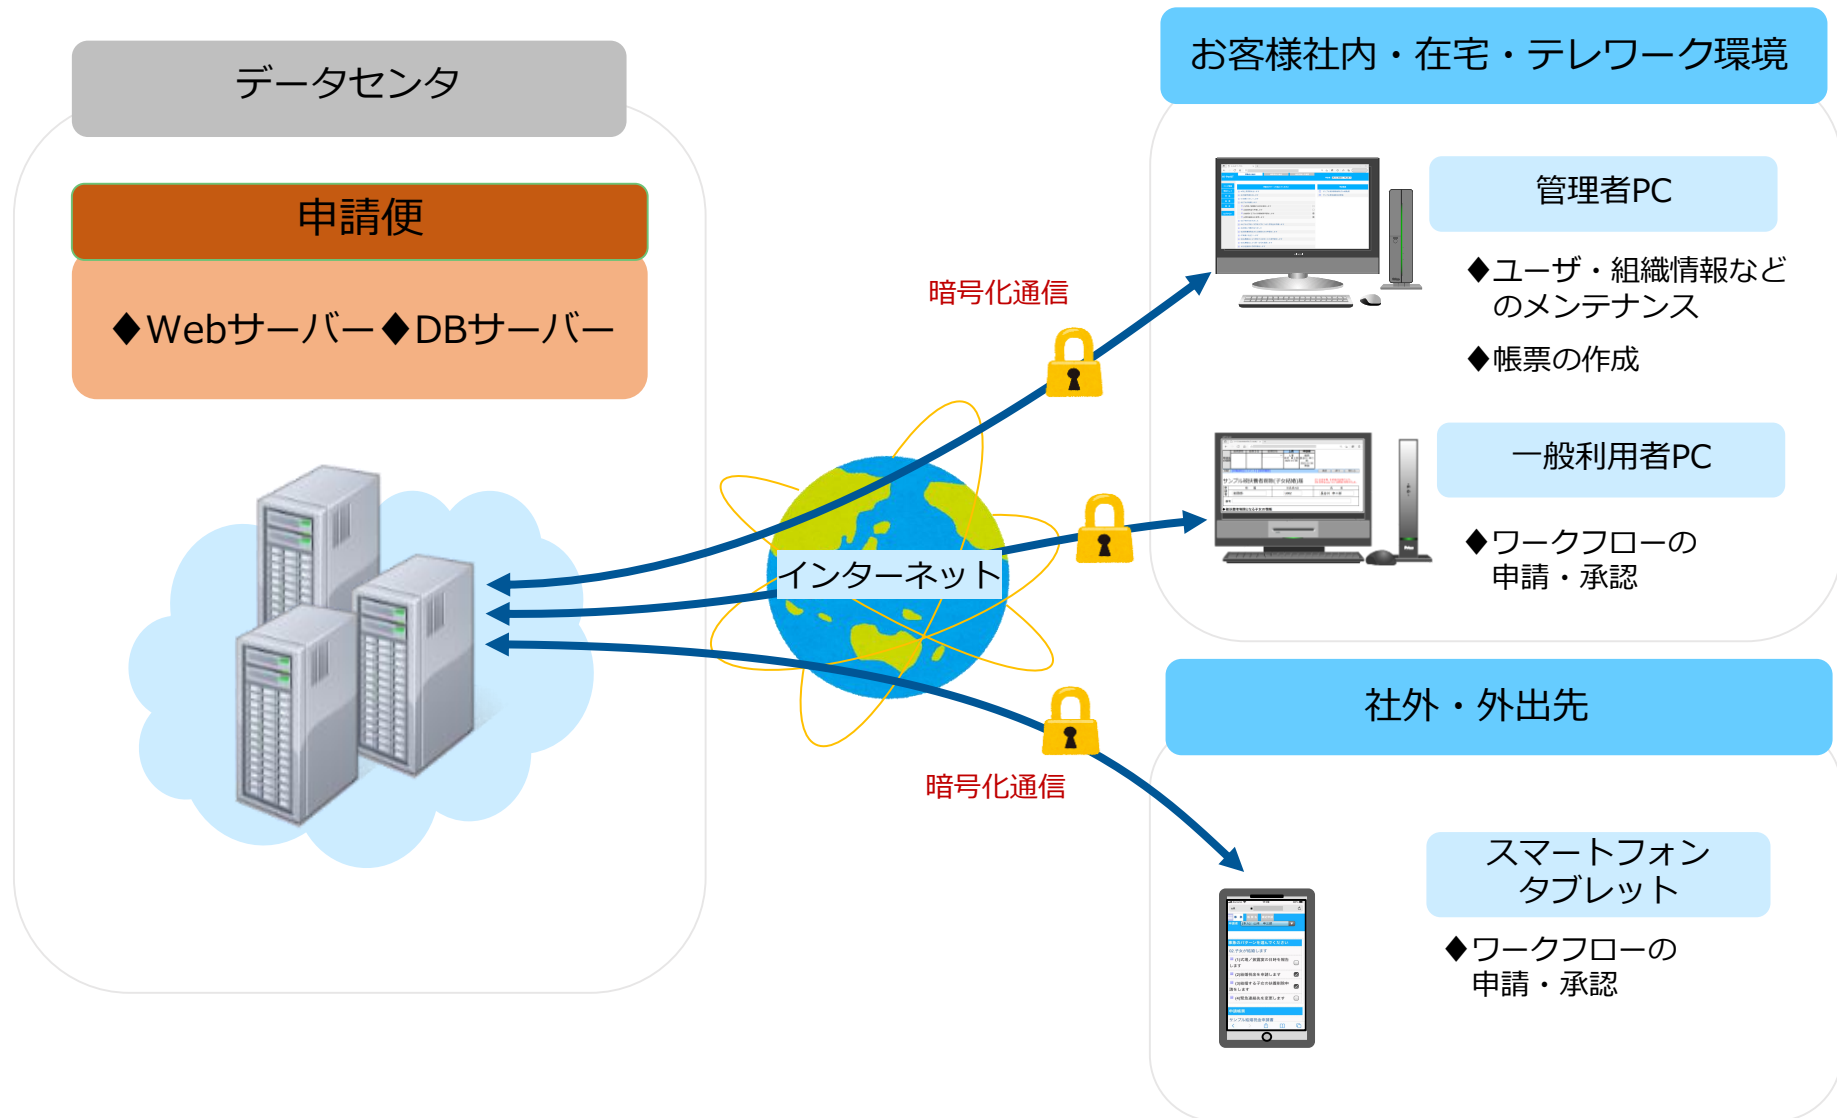 データセンタ
申請便
♦Webサーバー♦DBサーバー
インターネット
暗号化通信
暗号化通信
お客様社内・在宅・テレワーク環境
管理者PC
♦ユーザ・組織情報など
のメンテナンス
♦帳票の作成
一般利用者PC
♦ワークフローの
申請・承認
社外・外出先
スマートフォン
タブレット
♦ワークフローの
申請・承認